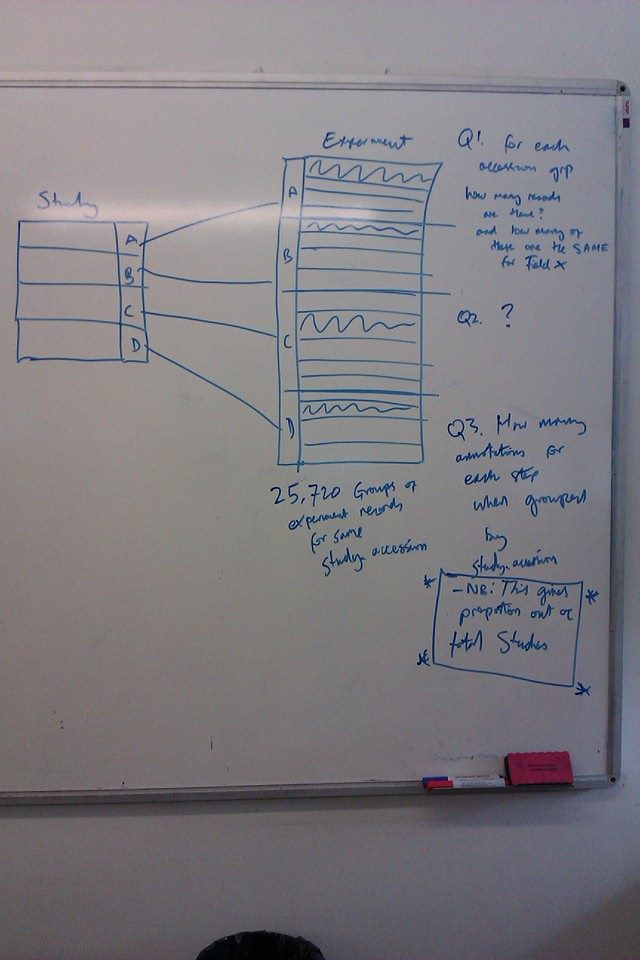 Study
A
B
C
D
Experiment
A
B
C
D
25,720 Groups of
experiment records
for same
study accession
Q1. for each
accession grp
how many records
are there?
and how many of
these are the SAME
for Field X
Q2. ?
Q3. How many
annotations for
each step
when grouped
by
study accession
- NB: This gives
proportion out of
total Studies